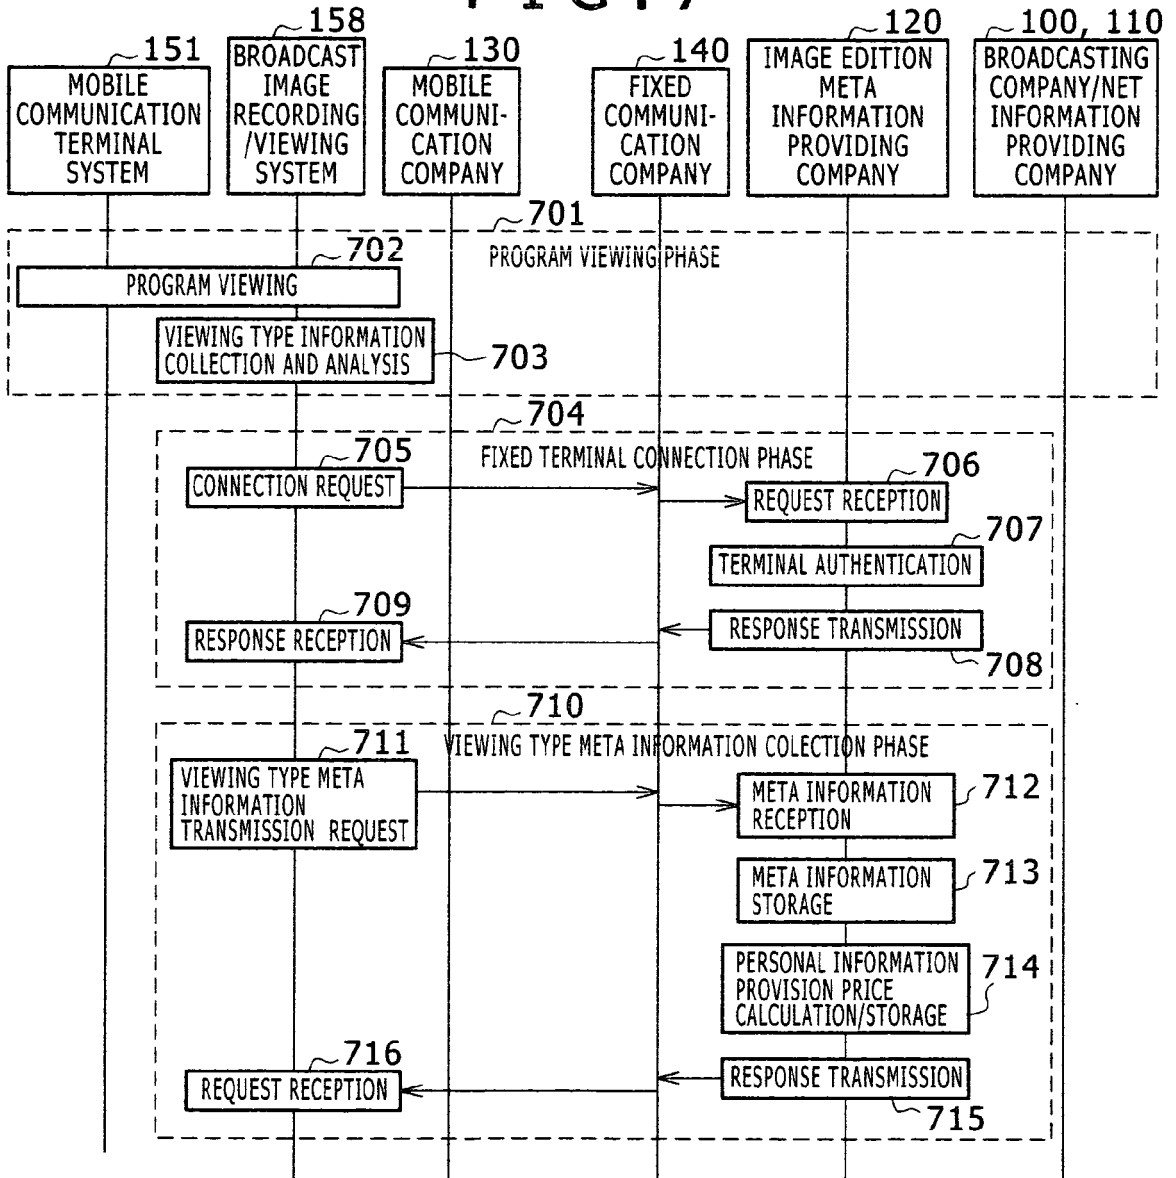 FIG. 7
151
158
130
140
120
100, 110
MOBILE
COMMUNICATION
TERMINAL
SYSTEM
BROADCAST
IMAGE
RECORDING
/VIEWING
SYSTEM
MOBILE
COMMUNI-
CATION
COMPANY
FIXED
COMMUNI-
CATION
COMPANY
IMAGE EDITION
META
INFORMATION
PROVIDING
COMPANY
BROADCASTING
COMPANY/NET
INFORMATION
PROVIDING
COMPANY
701
PROGRAM VIEWING PHASE
702
PROGRAM VIEWING
VIEWING TYPE INFORMATION
COLLECTION AND ANALYSIS
703
704
FIXED TERMINAL CONNECTION PHASE
705
CONNECTION REQUEST
706
REQUEST RECEPTION
707
TERMINAL AUTHENTICATION
709
RESPONSE RECEPTION
RESPONSE TRANSMISSION
708
710
VIEWING TYPE META INFORMATION COLECTION PHASE
711
VIEWING TYPE META
INFORMATION
TRANSMISSION REQUEST
META INFORMATION
RECEPTION
712
META INFORMATION
STORAGE
713
PERSONAL INFORMATION
PROVISION PRICE
CALCULATION/STORAGE
714
716
REQUEST RECEPTION
RESPONSE TRANSMISSION
715